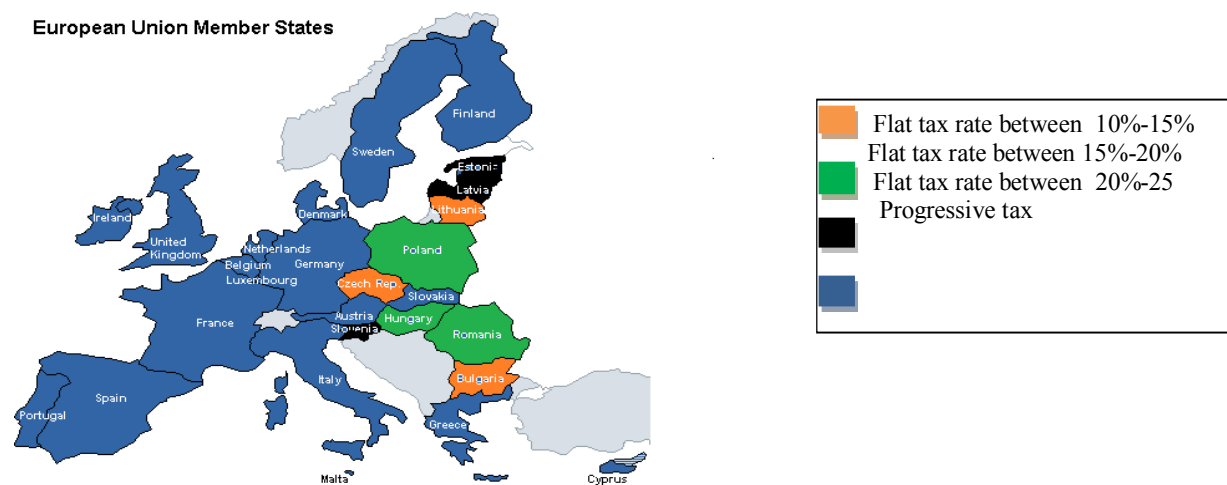 European Union Member States
Finland
Sweden
Estoni
Latvia
Lithuania
Denmark
Ireland
United
Kingdom
Netherlands
Belgium
Germany
Luxembourg
Poland
Czech Rep
Slovakia
Austria
Hungary
Slovenia
France
Romania
Italy
Bulgaria
Spain
Portugal
Greece
Malta
Cyprus
Flat tax rate between 10%-15%
Flat tax rate between 15%-20%
Flat tax rate between 20%-25
Progressive tax